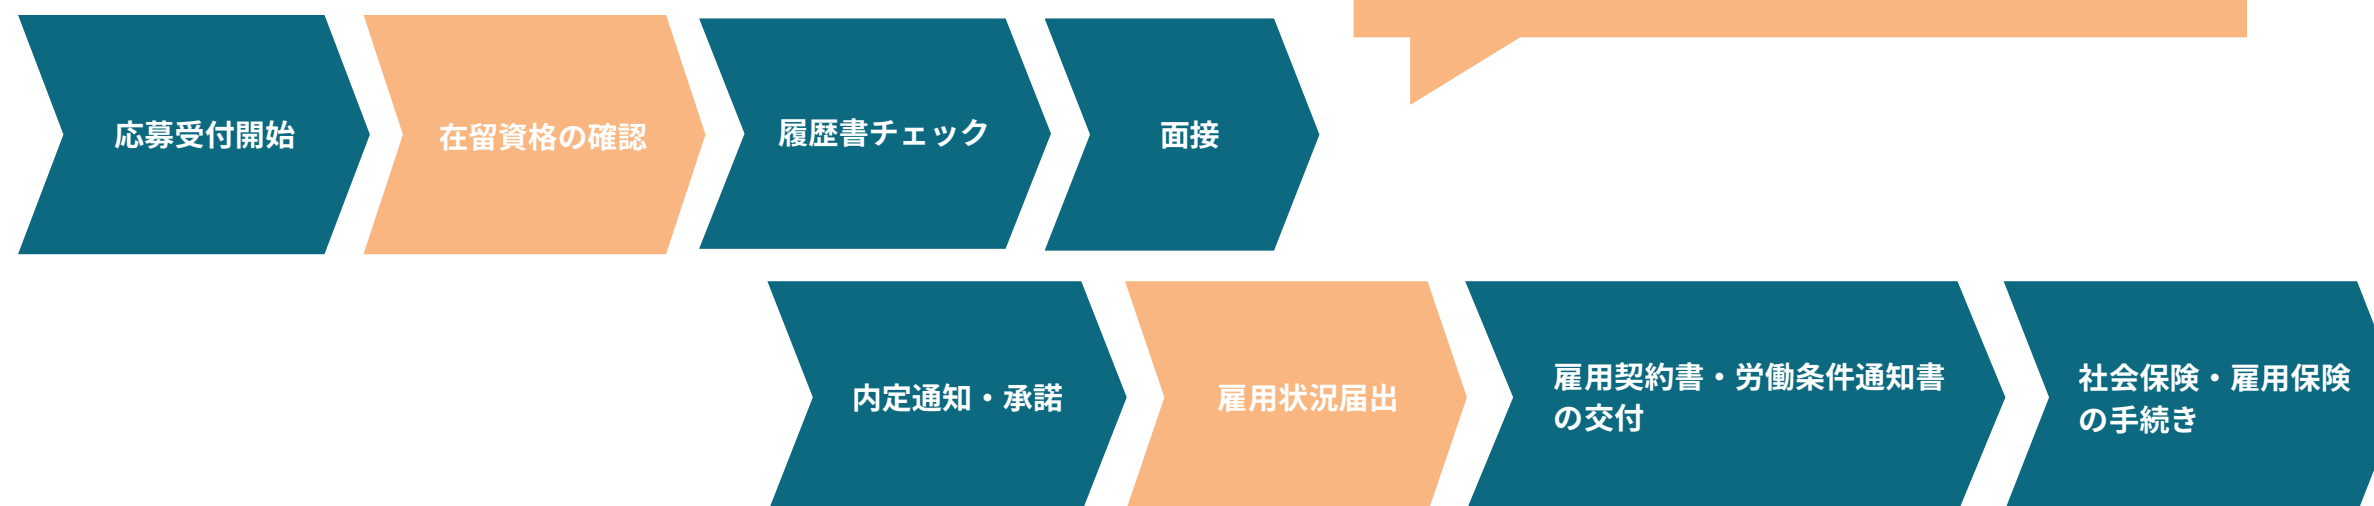 応募受付開始
在留資格の確認
履歴書チェック
面接
内定通知・承諾
雇用状況届出
雇用契約書・労働条件通知書
の交付
社会保険・雇用保険
の手続き